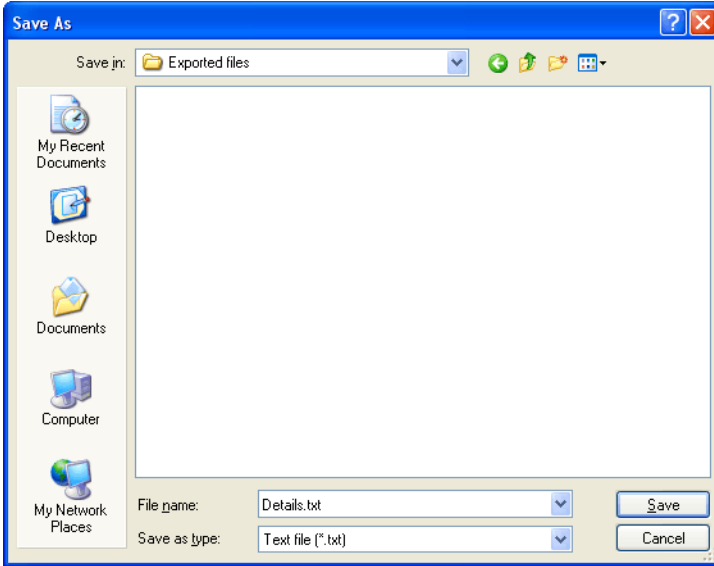 Save As
Save in:
Exported files
My Recent
Documents
Desktop
Documents
Computer
My Network
Places
File name:
Details.txt
Save
Save as type:
Text file (*.txt)
Cancel